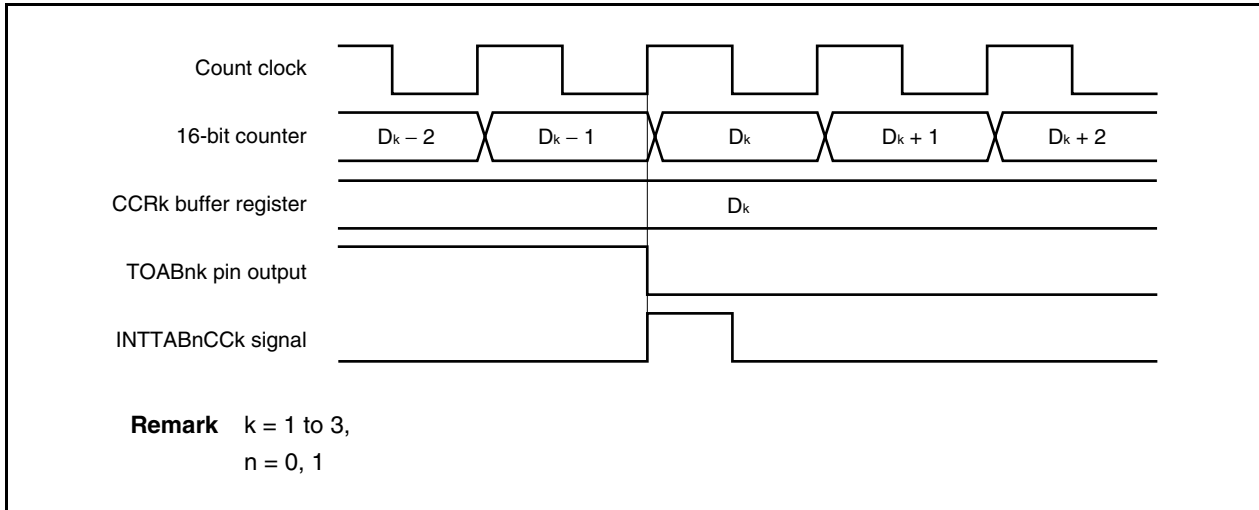 Count clock
16-bit counter
Dk − 2 Dk − 1 Dk Dk + 1 Dk + 2
CCRk buffer register
Dk
TOABnk pin output
INTTABnCCk signal
Remark k = 1 to 3,
n = 0, 1